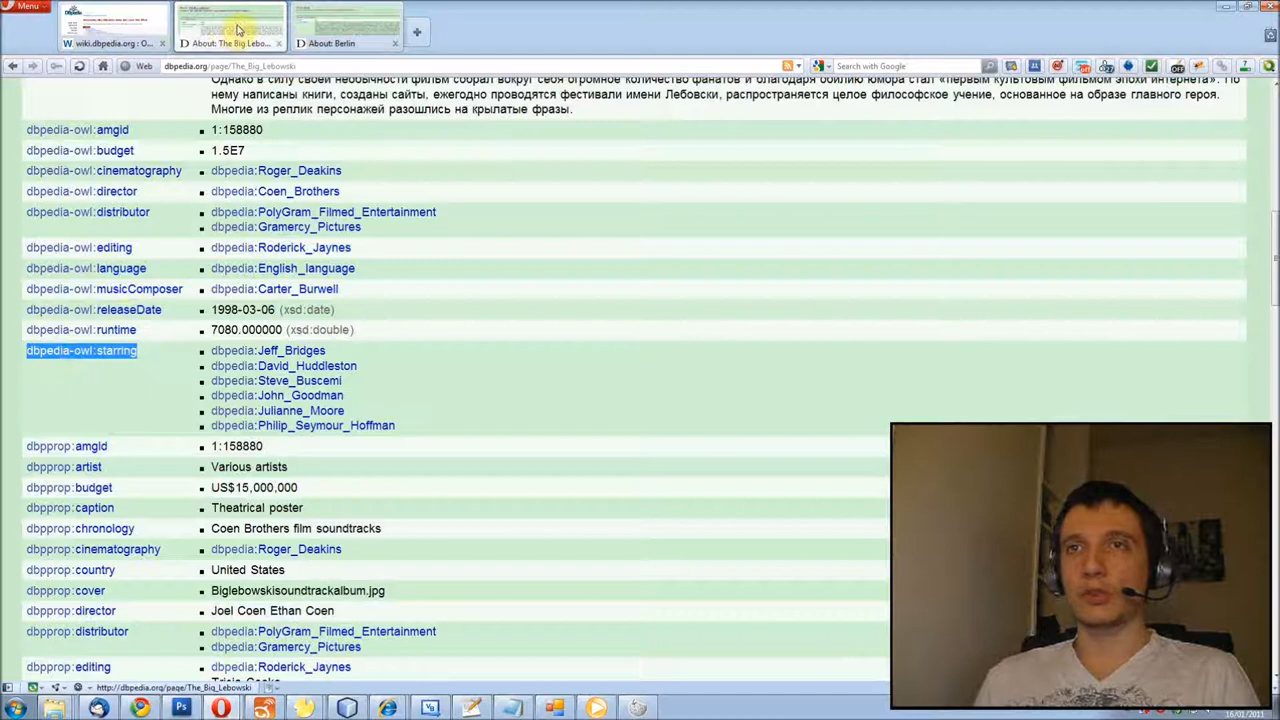 Menu
DBpedia
wiki.dbpedia.org : O...
About: The Big Lebo...
About: Berlin
Web
dbpedia.org/page/The_Big_Lebowski
Search with Google
Однако в силу своей необычности фильм собрал вокруг себя огромное количество фанатов и благодаря обилию юмора стал «первым культовым фильмом эпохи интернета». По
нему написаны книги, созданы сайты, ежегодно проводятся фестивали имени Лебовски, распространяется целое философское учение, основанное на образе главного героя.
Многие из реплик персонажей разошлись на крылатые фразы.
dbpedia-owl:amgid
1:158880
dbpedia-owl:budget
1.5E7
dbpedia-owl:cinematography
dbpedia:Roger_Deakins
dbpedia-owl:director
dbpedia:Coen_Brothers
dbpedia-owl:distributor
dbpedia:PolyGram_Filmed_Entertainment
dbpedia:Gramercy_Pictures
dbpedia-owl:editing
dbpedia:Roderick_Jaynes
dbpedia-owl:language
dbpedia:English_language
dbpedia-owl:musicComposer
dbpedia:Carter_Burwell
dbpedia-owl:releaseDate
1998-03-06 (xsd:date)
dbpedia-owl:runtime
7080.000000 (xsd:double)
dbpedia-owl:starring
dbpedia:Jeff_Bridges
dbpedia:David_Huddleston
dbpedia:Steve_Buscemi
dbpedia:John_Goodman
dbpedia:Julianne_Moore
dbpedia:Philip_Seymour_Hoffman
dbpprop:amgId
1:158880
dbpprop:artist
Various artists
dbpprop:budget
US$15,000,000
dbpprop:caption
Theatrical poster
dbpprop:chronology
Coen Brothers film soundtracks
dbpprop:cinematography
dbpedia:Roger_Deakins
dbpprop:country
United States
dbpprop:cover
Biglebowskisoundtrackalbum.jpg
dbpprop:director
Joel Coen Ethan Coen
dbpprop:distributor
dbpedia:PolyGram_Filmed_Entertainment
dbpedia:Gramercy_Pictures
dbpprop:editing
dbpedia:Roderick_Jaynes
http://dbpedia.org/page/The_Big_Lebowski
16/01/2011